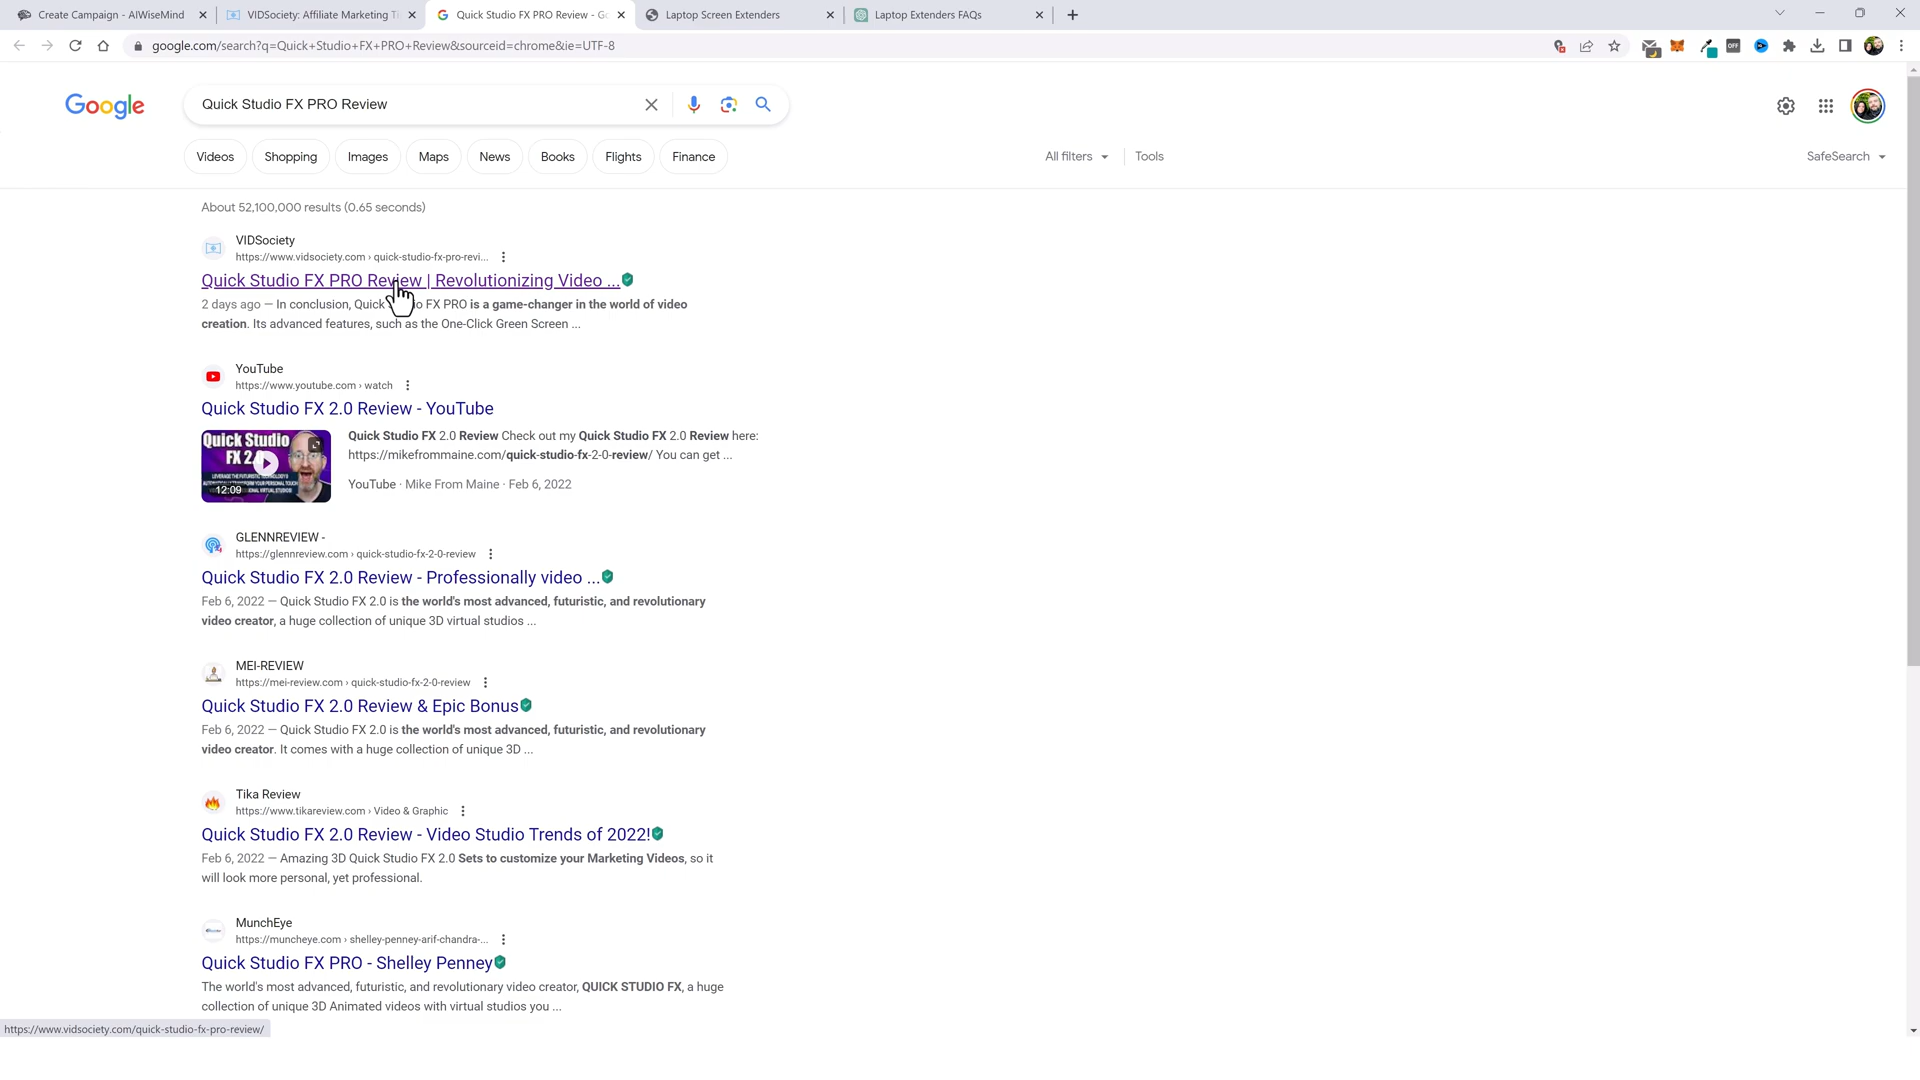 Create Campaign - AIWiseMind
VIDSociety: Affiliate Marketing Ti
Quick Studio FX PRO Review - Go
Laptop Screen Extenders
Laptop Extenders FAQs
google.com/search?q=Quick+Studio+FX+PRO+Review&sourceid=chrome&ie=UTF-8
OFF
Google
Quick Studio FX PRO Review
Videos
Shopping
Images
Maps
News
Books
Flights
Finance
All filters
Tools
SafeSearch
About 52,100,000 results (0.65 seconds)
VIDSociety
https://www.vidsociety.com › quick-studio-fx-pro-revi...
Quick Studio FX PRO Review | Revolutionizing Video ...
2 days ago — In conclusion, Quick FX PRO is a game-changer in the world of video
creation. Its advanced features, such as the One-Click Green Screen ...
YouTube
https://www.youtube.com › watch
Quick Studio FX 2.0 Review - YouTube
Quick Studio
FX 2.0
12:09
Quick Studio FX 2.0 Review Check out my Quick Studio FX 2.0 Review here:
https://mikefrommaine.com/quick-studio-fx-2-0-review/ You can get ...
YouTube · Mike From Maine · Feb 6, 2022
GLENNREVIEW -
https://glennreview.com › quick-studio-fx-2-0-review
Quick Studio FX 2.0 Review - Professionally video ...
Feb 6, 2022 — Quick Studio FX 2.0 is the world's most advanced, futuristic, and revolutionary
video creator, a huge collection of unique 3D virtual studios ...
MEI-REVIEW
https://mei-review.com › quick-studio-fx-2-0-review
Quick Studio FX 2.0 Review & Epic Bonus
Feb 6, 2022 — Quick Studio FX 2.0 is the world's most advanced, futuristic, and revolutionary
video creator. It comes with a huge collection of unique 3D ...
Tika Review
https://www.tikareview.com › Video & Graphic
Quick Studio FX 2.0 Review - Video Studio Trends of 2022!
Feb 6, 2022 — Amazing 3D Quick Studio FX 2.0 Sets to customize your Marketing Videos, so it
will look more personal, yet professional.
MunchEye
https://muncheye.com › shelley-penney-arif-chandra-...
Quick Studio FX PRO - Shelley Penney
The world's most advanced, futuristic, and revolutionary video creator, QUICK STUDIO FX, a huge
collection of unique 3D Animated videos with virtual studios you ...
https://www.vidsociety.com/quick-studio-fx-pro-review/